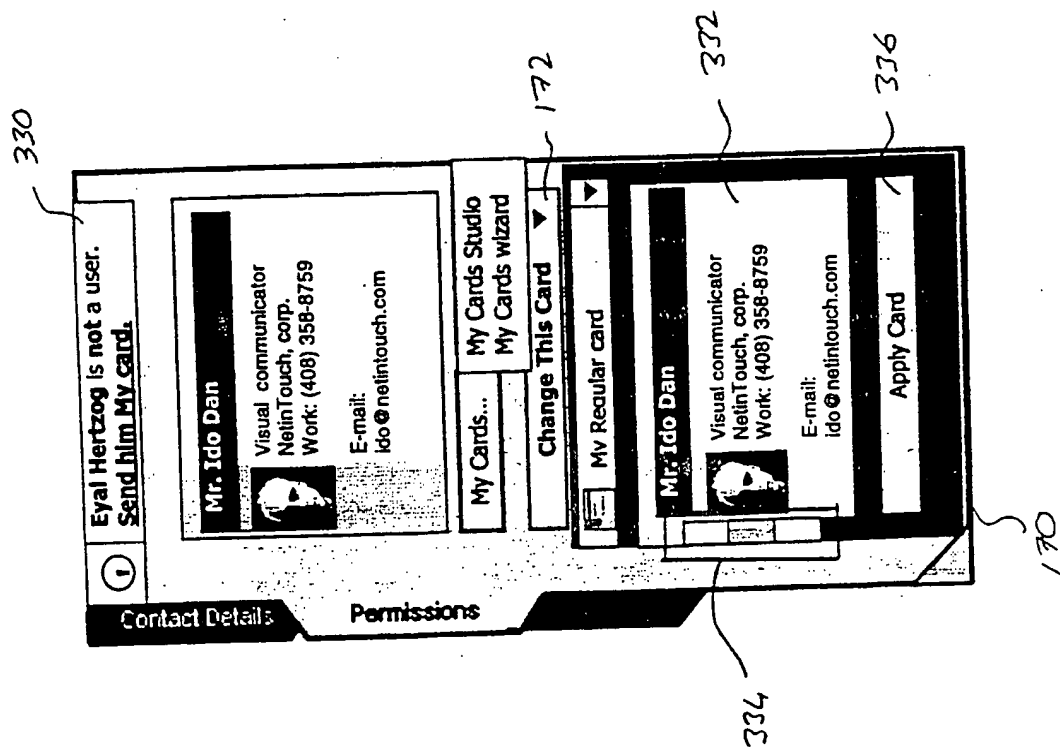 330
Eyal Hertzog is not a user.
Send him My card.
Contact Details
Permissions
Mr. Ido Dan
Visual communicator
NetinTouch, corp.
Work: (408) 358-8759
E-mail:
ido@netintouch.com
My Cards...
My Cards Studio
My Cards wizard
Change This Card
172
My Regular card
Mr. Ido Dan
Visual communicator
NetinTouch, corp.
Work: (408) 358-8759
E-mail:
ido@netintouch.com
332
334
Apply Card
336
170